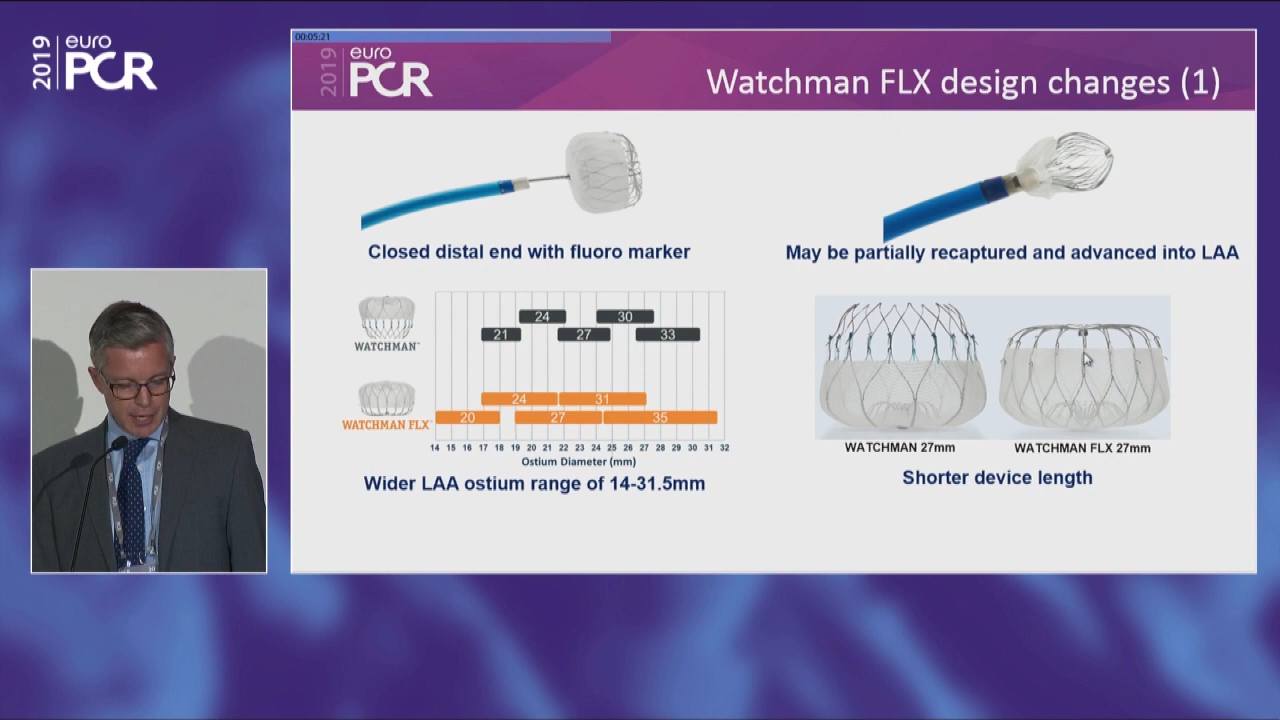 2019
euro
PCR
00:05:21
2019
euro
PCR
Watchman FLX design changes (1)
Closed distal end with fluoro marker
May be partially recaptured and advanced into LAA
24
30
21
27
33
WATCHMAN™
24
31
20
27
35
WATCHMAN FLX™
14 15 16 17 18 19 20 21 22 23 24 25 26 27 28 29 30 31 32
Ostium Diameter (mm)
Wider LAA ostium range of 14-31.5mm
WATCHMAN 27mm
WATCHMAN FLX 27mm
Shorter device length